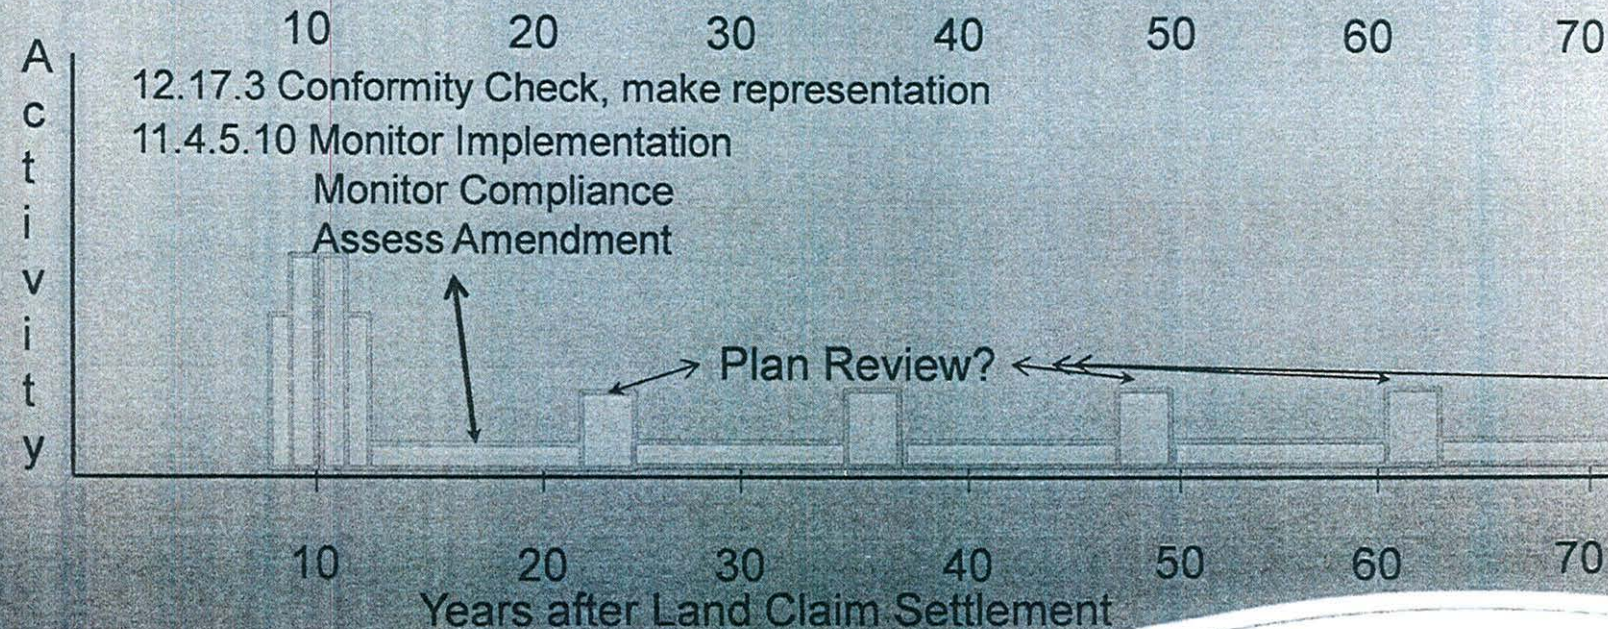 10 20 30 40 50 60 70
Activity
12.17.3 Conformity Check, make representation
11.4.5.10 Monitor Implementation
Monitor Compliance
Assess Amendment
Plan Review?
10 20 30 40 50 60 70
Years after Land Claim Settlement